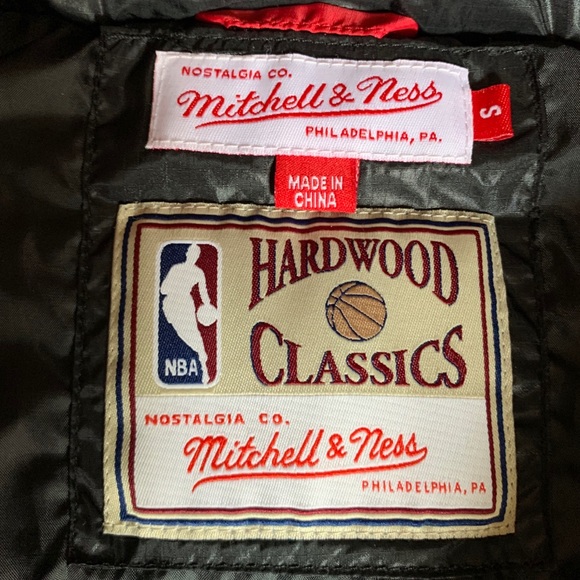 NOSTALGIA CO.
Mitchell & Ness
PHILADELPHIA, PA.
S
MADE IN
CHINA
HARDWOOD
CLASSICS
NBA
NOSTALGIA CO.
Mitchell & Ness
PHILADELPHIA, PA